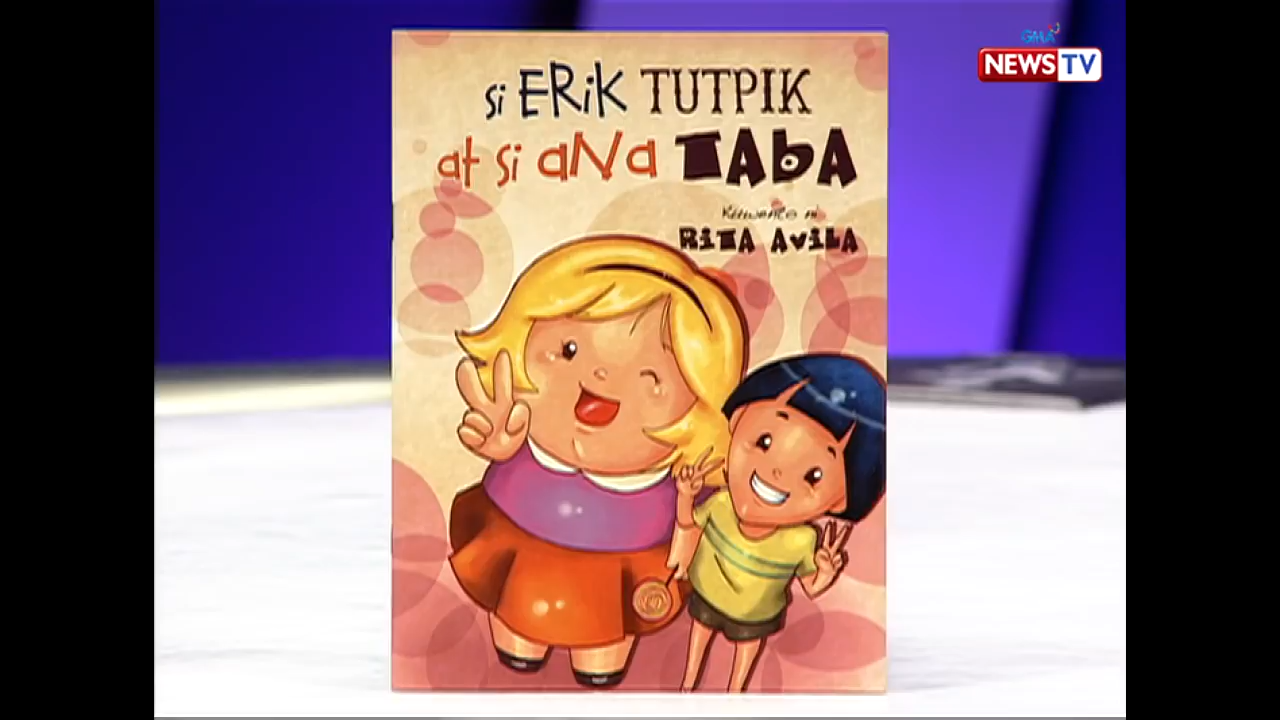 GMA
NEWS TV
si ERiK TUTPIK
at si aNa TAbA
Kuwento ni
RiTA AviLA